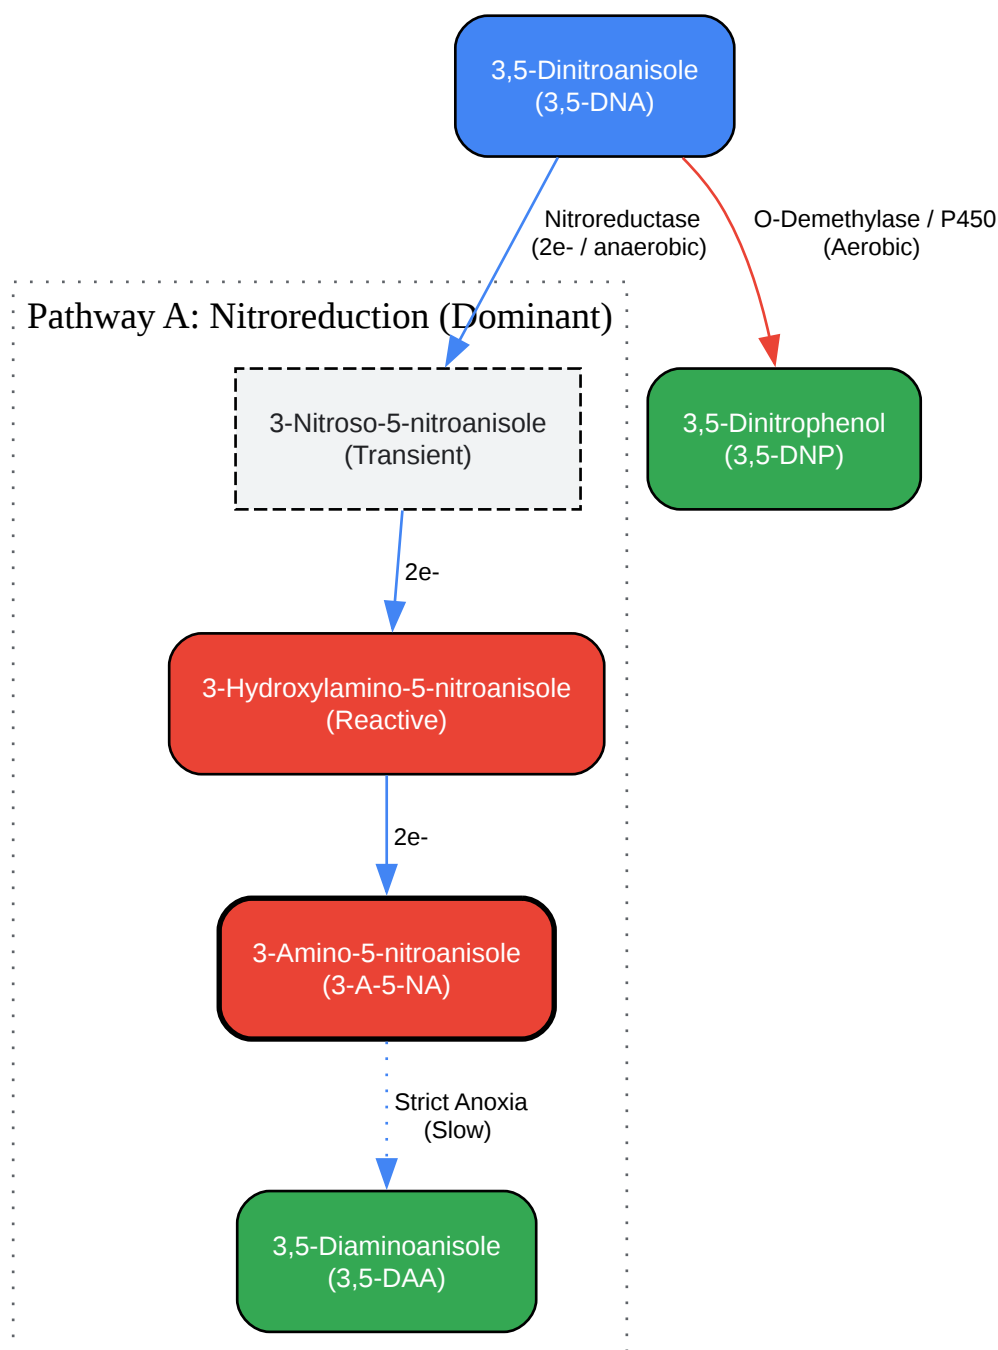 3,5-Dinitroanisole
(3,5-DNA)
Nitroreductase
(2e- / anaerobic)
O-Demethylase / P450
(Aerobic)
Pathway A: Nitroreduction (Dominant)
3-Nitroso-5-nitroanisole
(Transient)
3,5-Dinitrophenol
(3,5-DNP)
2e-
3-Hydroxylamino-5-nitroanisole
(Reactive)
2e-
3-Amino-5-nitroanisole
(3-A-5-NA)
Strict Anoxia
(Slow)
3,5-Diaminoanisole
(3,5-DAA)